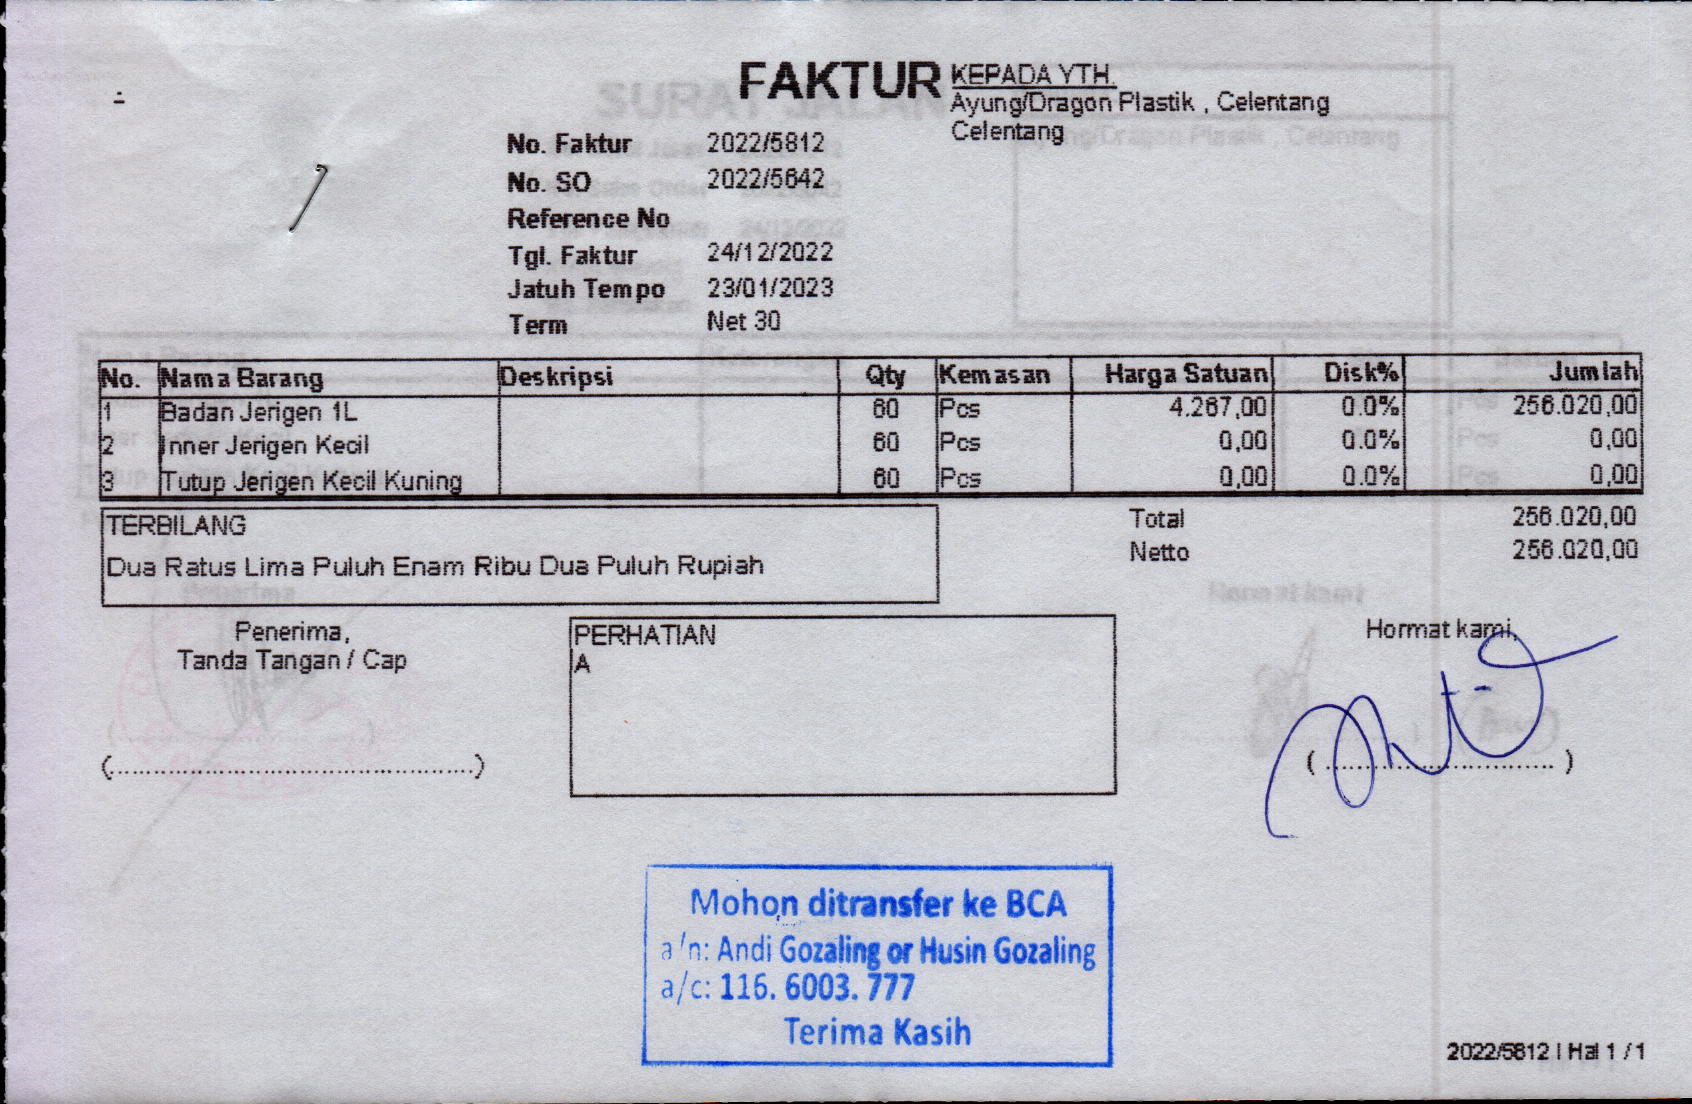 FAKTUR
KEPADA YTH.
Ayung/Dragon Plastik , Celentang
Celentang
No. Faktur 2022/5812
No. SO 2022/5642
Reference No
Tgl. Faktur 24/12/2022
Jatuh Tempo 23/01/2023
Term Net 30
No. Nama Barang Deskripsi Qty Kemasan Harga Satuan Disk% Jumlah
1 Badan Jerigen 1L 60 Pcs 4.267,00 0.0% 256.020,00
2 Inner Jerigen Kecil 60 Pcs 0,00 0.0% 0,00
3 Tutup Jerigen Kecil Kuning 60 Pcs 0,00 0.0% 0,00
TERBILANG
Dua Ratus Lima Puluh Enam Ribu Dua Puluh Rupiah
Total 256.020,00
Netto 256.020,00
Penerima,
Tanda Tangan / Cap
(..............................................)
PERHATIAN
A
Hormat kami,
( ................................ )
Mohon ditransfer ke BCA
a/n: Andi Gozaling or Husin Gozaling
a/c: 116. 6003. 777
Terima Kasih
2022/5812 | Hal 1 / 1